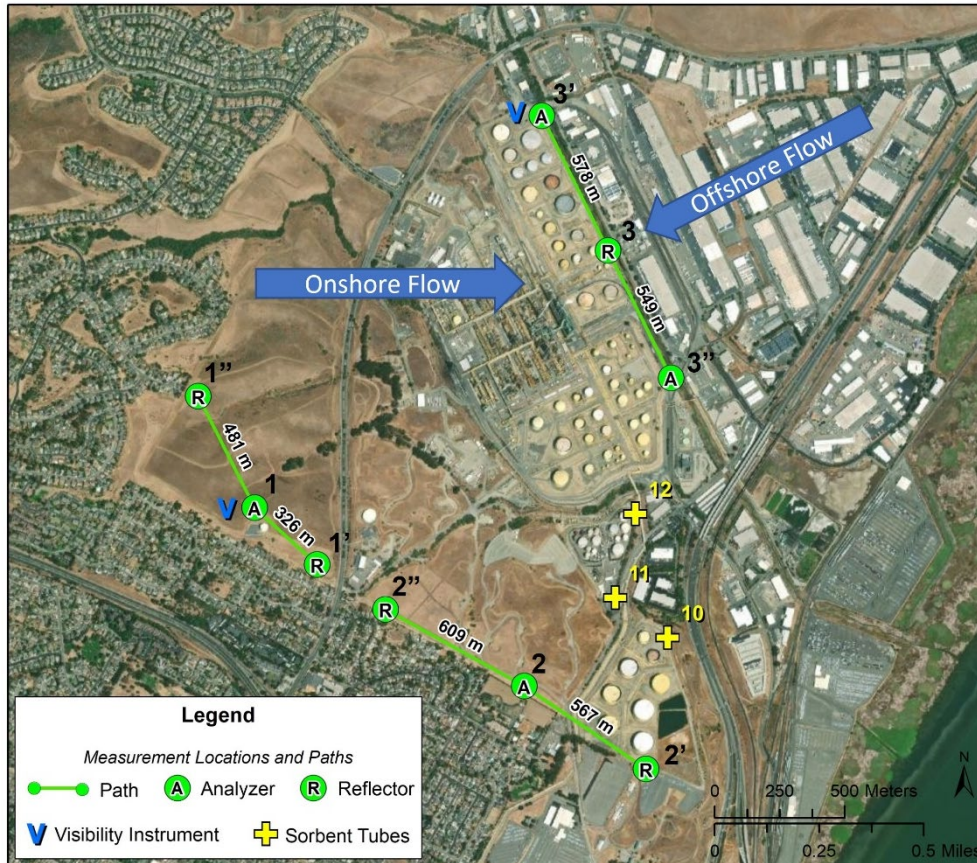 3’
V A
578 m
Offshore Flow
3
R
Onshore Flow
549 m
3”
A
1”
R
481 m
1
V A
326 m
1’
R
12
11
10
2”
R
609 m
2
A
567 m
2’
R
Legend
Measurement Locations and Paths
Path A Analyzer R Reflector
V Visibility Instrument Sorbent Tubes
N
0 250 500 Meters
0 0.25 0.5 Miles